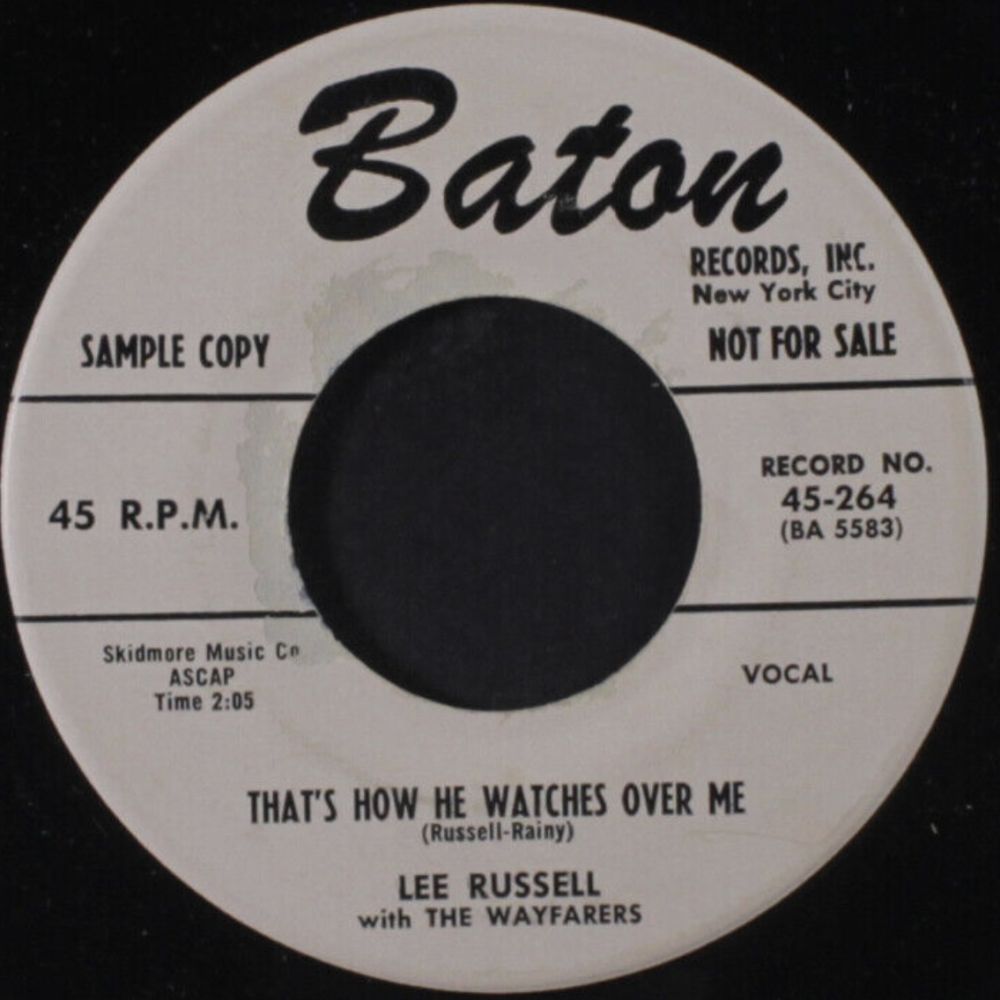 Baton
RECORDS, INC.
New York City
SAMPLE COPY
NOT FOR SALE
45 R.P.M.
RECORD NO.
45-264
(BA 5583)
Skidmore Music Co
ASCAP
Time 2:05
VOCAL
THAT'S HOW HE WATCHES OVER ME
(Russell-Rainy)
LEE RUSSELL
with THE WAYFARERS